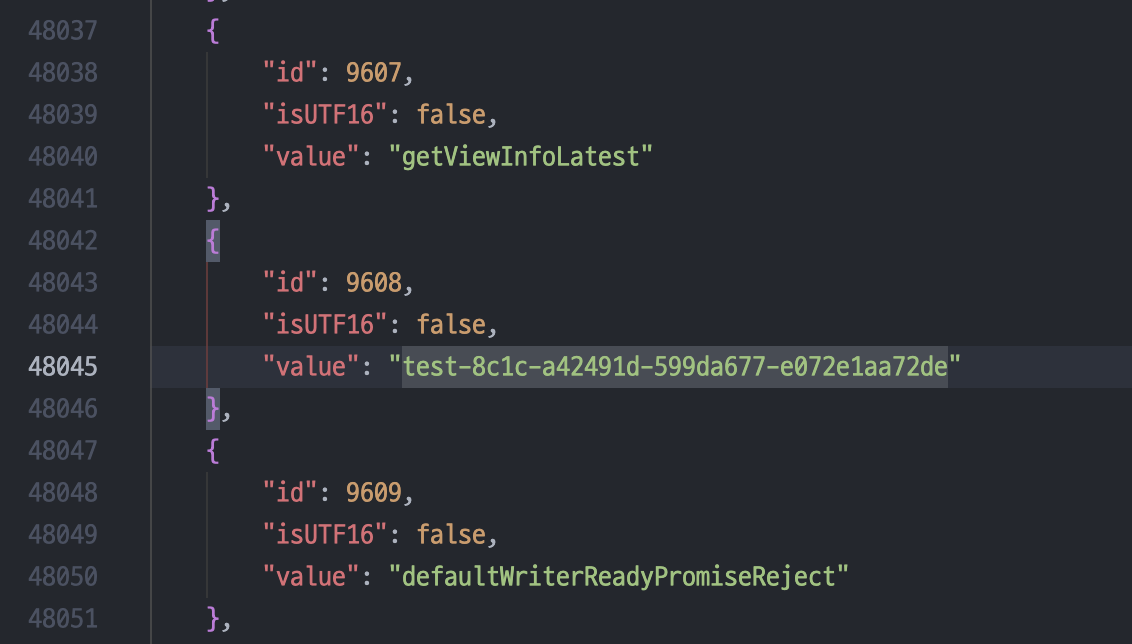 48037 {
48038 "id": 9607,
48039 "isUTF16": false,
48040 "value": "getViewInfoLatest"
48041 },
48042 {
48043 "id": 9608,
48044 "isUTF16": false,
48045 "value": "test-8c1c-a42491d-599da677-e072e1aa72de"
48046 },
48047 {
48048 "id": 9609,
48049 "isUTF16": false,
48050 "value": "defaultWriterReadyPromiseReject"
48051 },